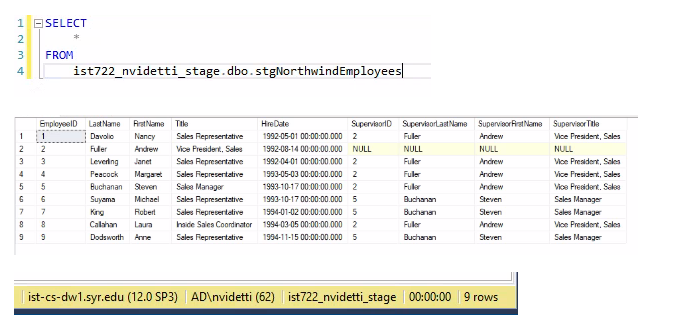 1 SELECT
2 *
3 FROM
4 ist722_nvidetti_stage.dbo.stgNorthwindEmployees
EmployeeID LastName FirstName Title HireDate SupervisorID SupervisorLastName SupervisorFirstName SupervisorTitle
1 1 Davolio Nancy Sales Representative 1992-05-01 00:00:00.000 2 Fuller Andrew Vice President, Sales
2 2 Fuller Andrew Vice President, Sales 1992-08-14 00:00:00.000 NULL NULL NULL NULL
3 3 Leverling Janet Sales Representative 1992-04-01 00:00:00.000 2 Fuller Andrew Vice President, Sales
4 4 Peacock Margaret Sales Representative 1993-05-03 00:00:00.000 2 Fuller Andrew Vice President, Sales
5 5 Buchanan Steven Sales Manager 1993-10-17 00:00:00.000 2 Fuller Andrew Vice President, Sales
6 6 Suyama Michael Sales Representative 1993-10-17 00:00:00.000 5 Buchanan Steven Sales Manager
7 7 King Robert Sales Representative 1994-01-02 00:00:00.000 5 Buchanan Steven Sales Manager
8 8 Callahan Laura Inside Sales Coordinator 1994-03-05 00:00:00.000 2 Fuller Andrew Vice President, Sales
9 9 Dodsworth Anne Sales Representative 1994-11-15 00:00:00.000 5 Buchanan Steven Sales Manager
ist-cs-dw1.syr.edu (12.0 SP3) AD\nvidetti (62) ist722_nvidetti_stage 00:00:00 9 rows